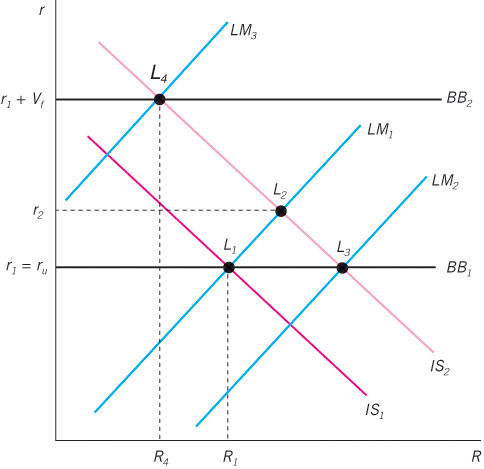 r
LM₃
L₄
r₁ + Vf
BB₂
LM₁
L₂
LM₂
r₂
L₁
L₃
r₁ = rᵤ
BB₁
IS₂
IS₁
R₄
R₁
R